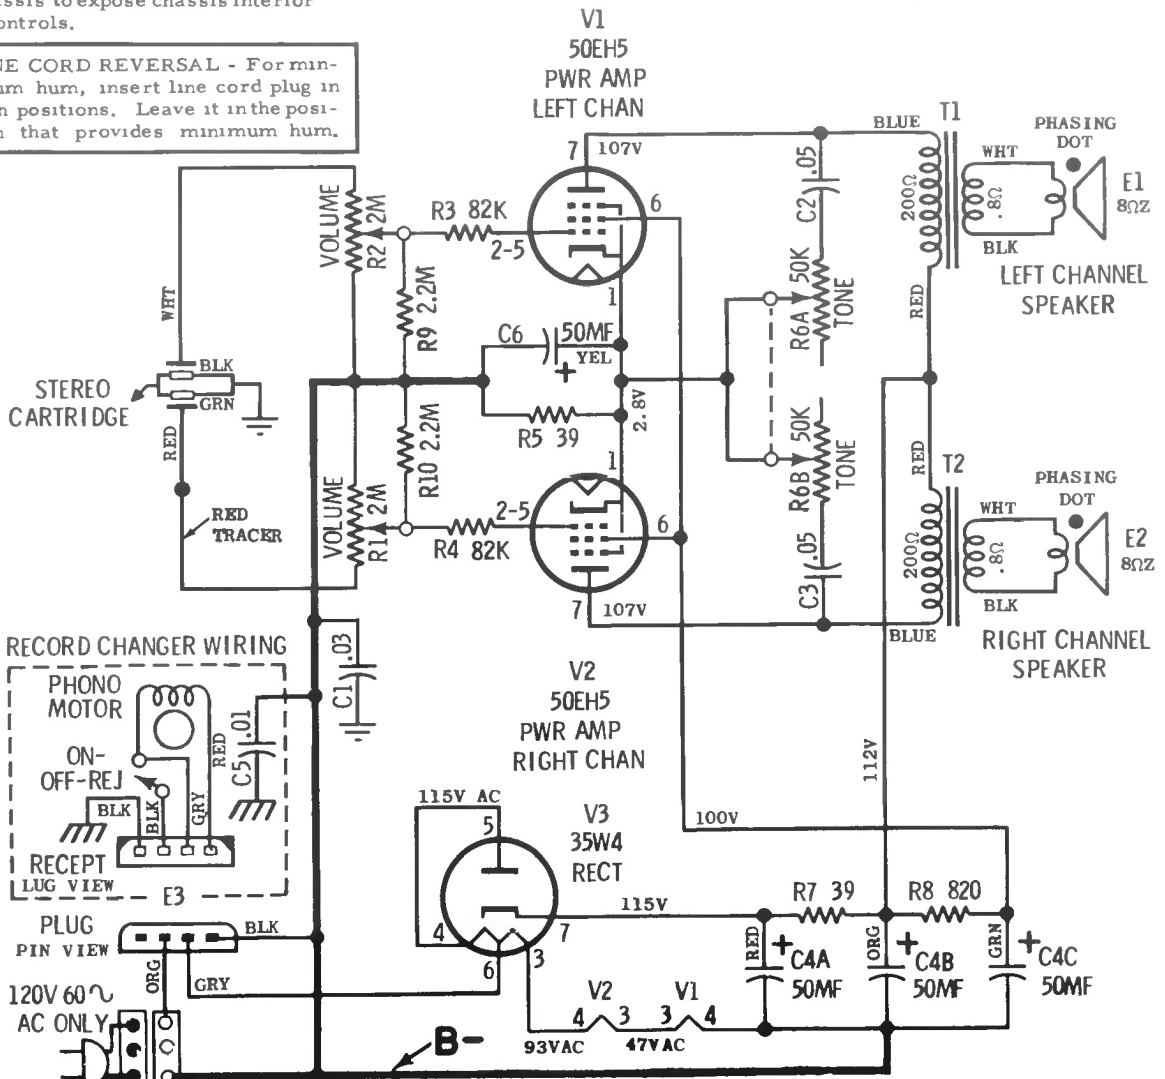 ssis to expose chassis interior
ontrols.
NE CORD REVERSAL - For min-
um hum, insert line cord plug in
h positions. Leave it in the posi-
n that provides minimum hum.
V1
50EH5
PWR AMP
LEFT CHAN
7
107V
6
2-5
1
R3 82K
VOLUME
R2 2M
R9 2.2M
WHT
BLK
GRN
STEREO
CARTRIDGE
RED
RED
TRACER
C6
50MF
YEL
+
R5 39
2.8V
R10 2.2M
VOLUME
R1 2M
R4 82K
1
2-5
6
7
107V
V2
50EH5
PWR AMP
RIGHT CHAN
C2 .05
R6A 50K
TONE
R6B 50K
TONE
C3 .05
BLUE
T1
200Ω
.8Ω
WHT
BLK
PHASING
DOT
E1
8ΩZ
LEFT CHANNEL
SPEAKER
RED
RED
T2
200Ω
.8Ω
WHT
BLK
BLUE
PHASING
DOT
E2
8ΩZ
RIGHT CHANNEL
SPEAKER
RECORD CHANGER WIRING
PHONO
MOTOR
ON-
OFF-REJ
RED
BLK
BLK
GRY
C5 .01
C1 .03
RECEPT
LUG VIEW
E3
PLUG
PIN VIEW
BLK
ORG
GRY
120V 60∿
AC ONLY
115V AC
5
V3
35W4
RECT
4
6
3
7
115V
112V
100V
R7 39
R8 820
RED
+
C4A
50MF
ORG
+
C4B
50MF
GRN
+
C4C
50MF
V2
4 3
V1
3 4
93VAC
47VAC
B-